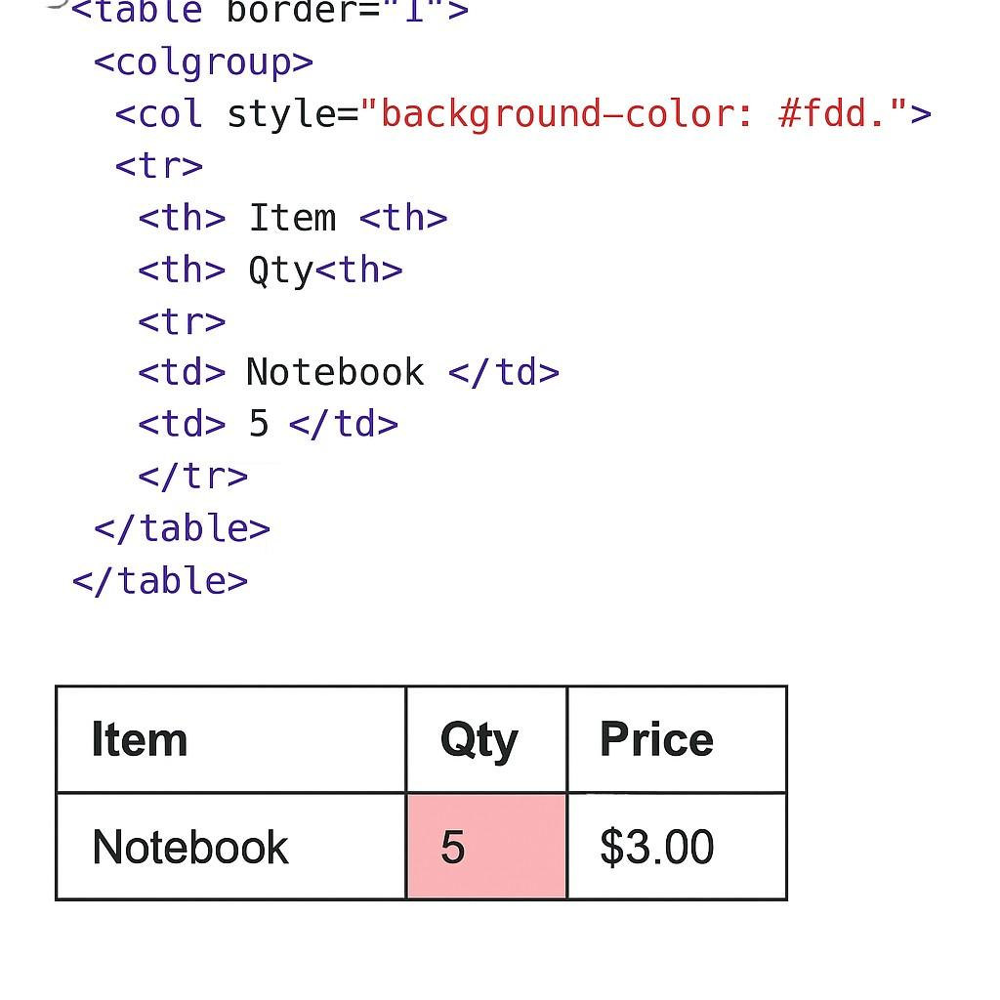 <table border="1">
<colgroup>
<col style="background-color: #fdd.">
<tr>
<th> Item <th>
<th> Qty<th>
<tr>
<td> Notebook </td>
<td> 5 </td>
</tr>
</table>
</table>
Item Qty Price
Notebook 5 $3.00